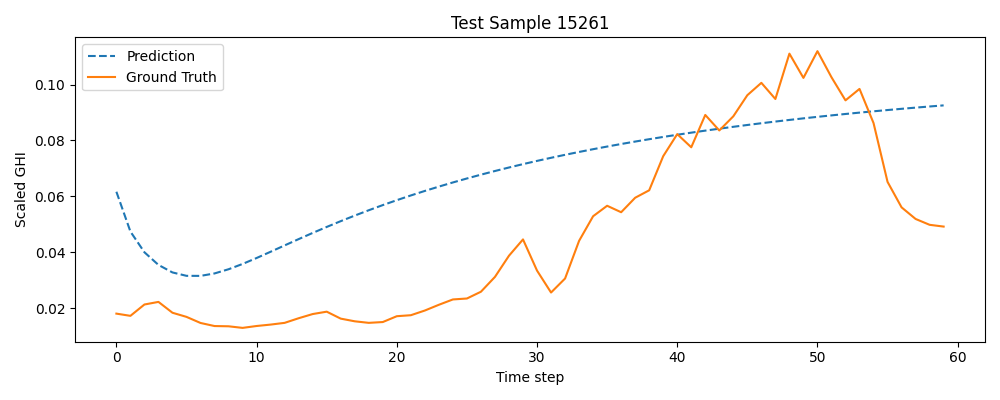 Test Sample 15261
Prediction
Ground Truth
Scaled GHI
0.10
0.08
0.06
0.04
0.02
0 10 20 30 40 50 60
Time step